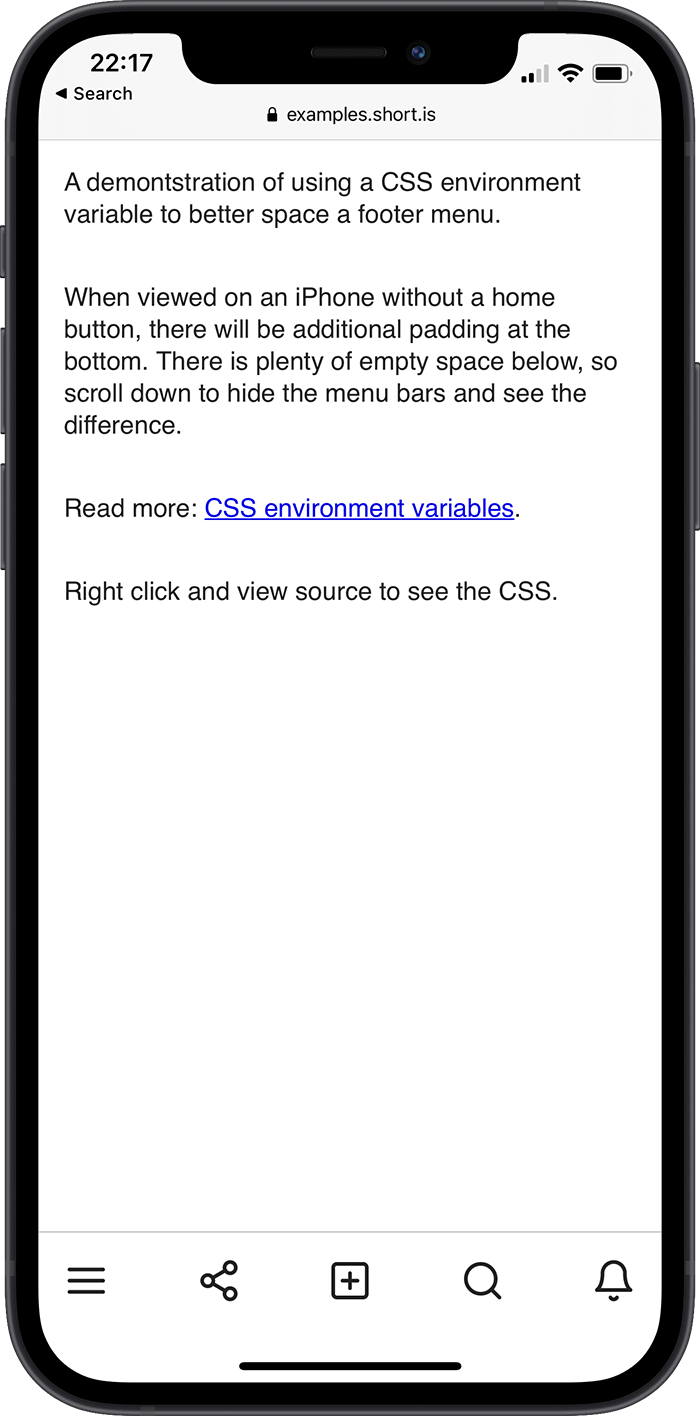 22:17
◀ Search
examples.short.is
A demontstration of using a CSS environment
variable to better space a footer menu.
When viewed on an iPhone without a home
button, there will be additional padding at the
bottom. There is plenty of empty space below, so
scroll down to hide the menu bars and see the
difference.
Read more: CSS environment variables.
Right click and view source to see the CSS.